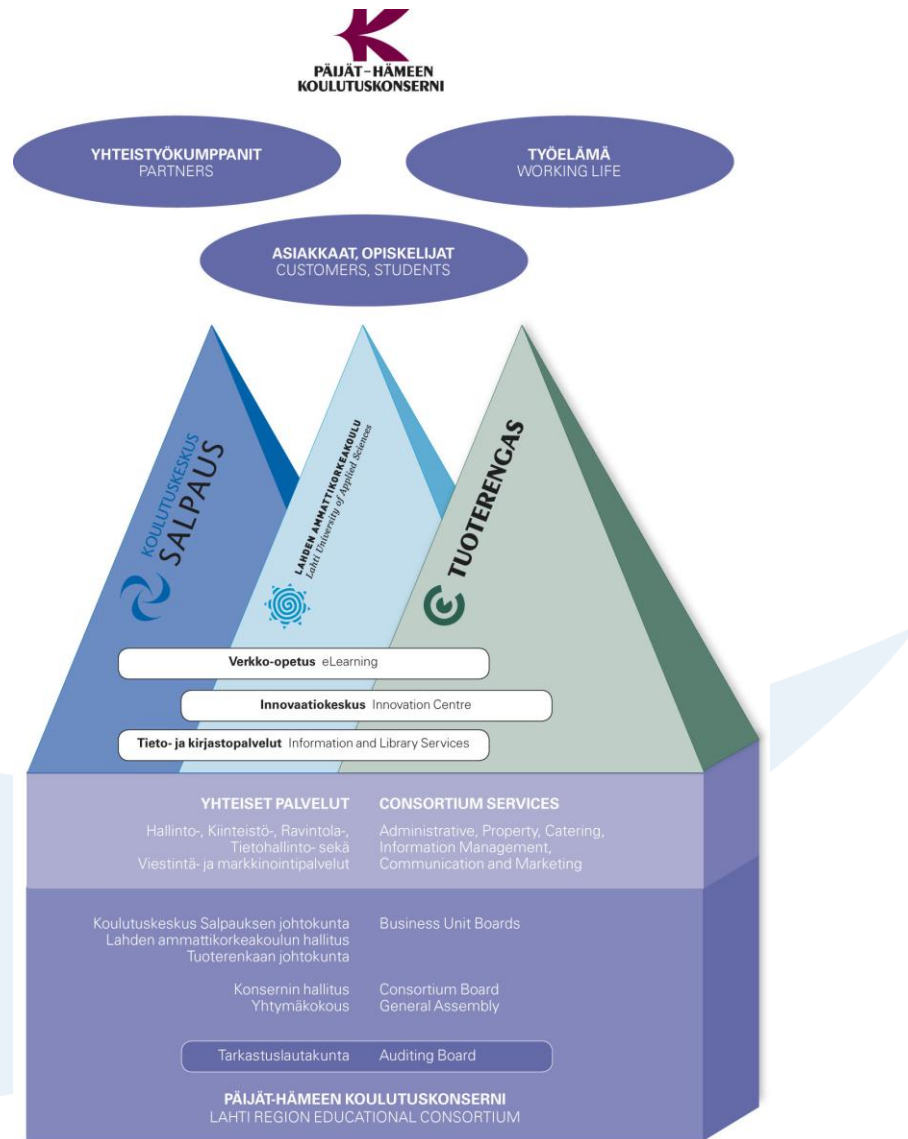 PÄIJÄT-HÄMEEN
KOULUTUSKONSERNI
YHTEISTYÖKUMPPANIT
PARTNERS
TYÖELÄMÄ
WORKING LIFE
ASIAKKAAT, OPISKELIJAT
CUSTOMERS, STUDENTS
KOULUTUSKESKUS
SALPAUS
LAHDEN AMMATTIKORKEAKOULU
Lahti University of Applied Sciences
TUOTERENGAS
Verkko-opetus eLearning
Innovaatiokeskus Innovation Centre
Tieto- ja kirjastopalvelut Information and Library Services
YHTEISET PALVELUT
Hallinto-, Kiinteistö-, Ravintola-,
Tietohallinto- sekä
Viestintä- ja markkinointipalvelut
CONSORTIUM SERVICES
Administrative, Property, Catering,
Information Management,
Communication and Marketing
Koulutuskeskus Salpauksen johtokunta
Lahden ammattikorkeakoulun hallitus
Tuoterenkaan johtokunta
Business Unit Boards
Konsernin hallitus
Yhtymäkokous
Consortium Board
General Assembly
Tarkastuslautakunta
Auditing Board
PÄIJÄT-HÄMEEN KOULUTUSKONSERNI
LAHTI REGION EDUCATIONAL CONSORTIUM